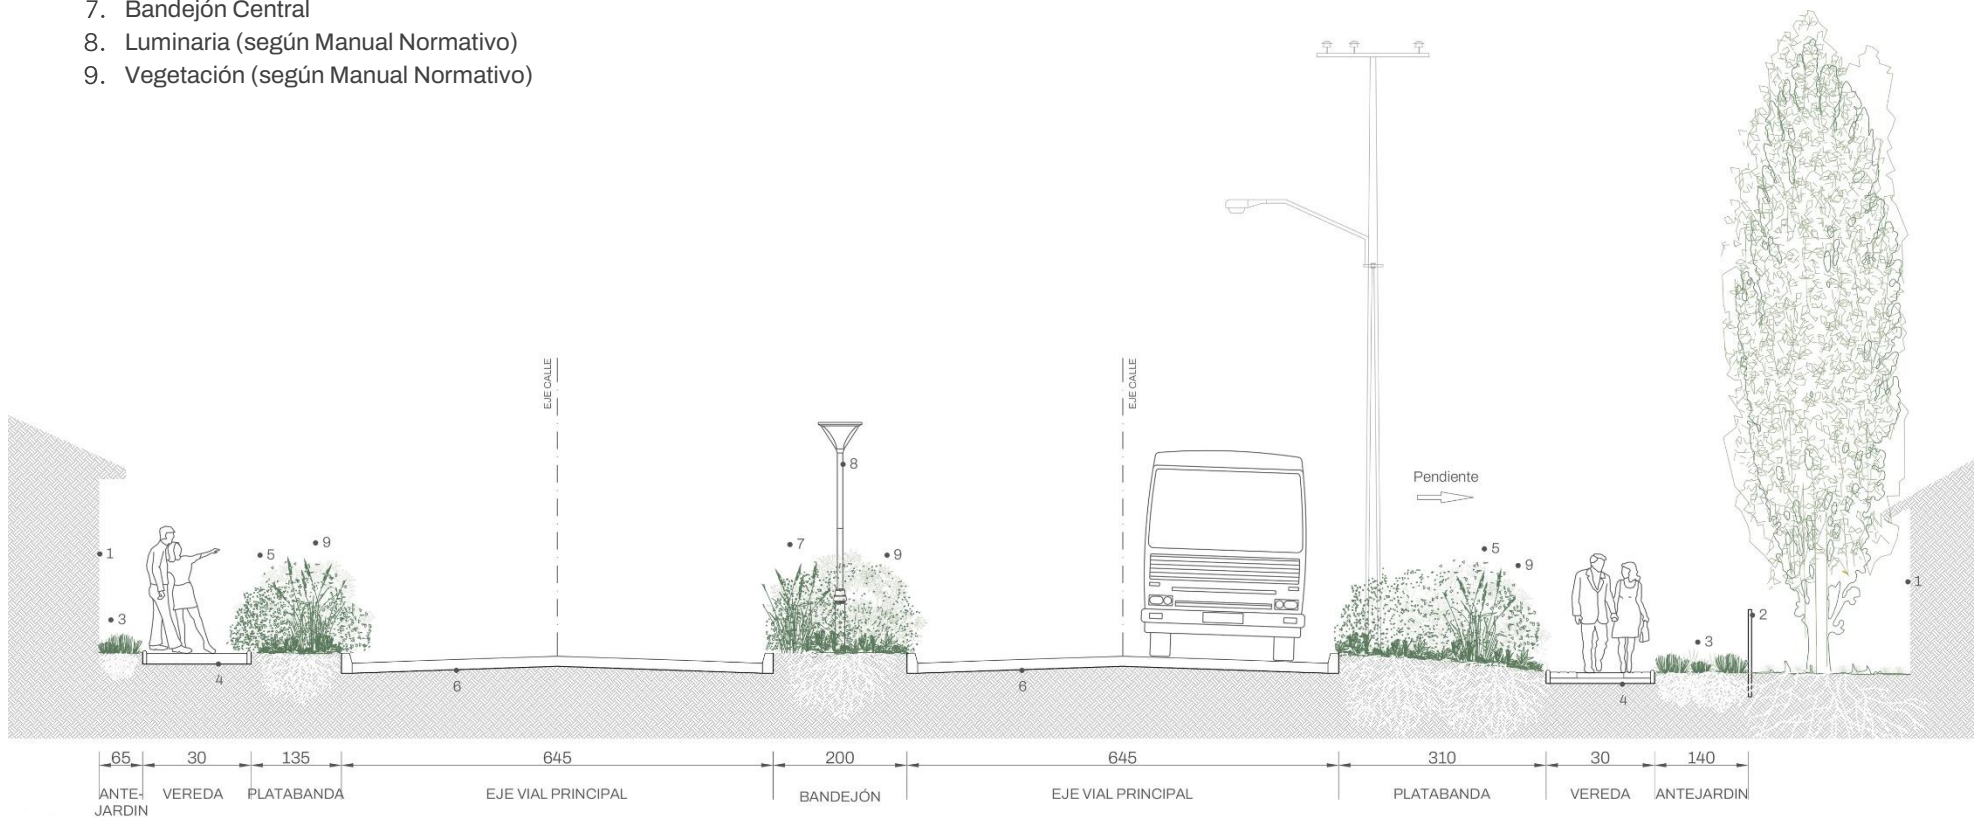 7. Bandejón Central
8. Luminaria (según Manual Normativo)
9. Vegetación (según Manual Normativo)
EJE CALLE
EJE CALLE
8
Pendiente
1
5
9
7
9
5
9
1
3
2
3
4
6
6
4
65 30 135 645 200 645 310 30 140
ANTE-
JARDIN
VEREDA
PLATABANDA
EJE VIAL PRINCIPAL
BANDEJÓN
EJE VIAL PRINCIPAL
PLATABANDA
VEREDA
ANTEJARDIN